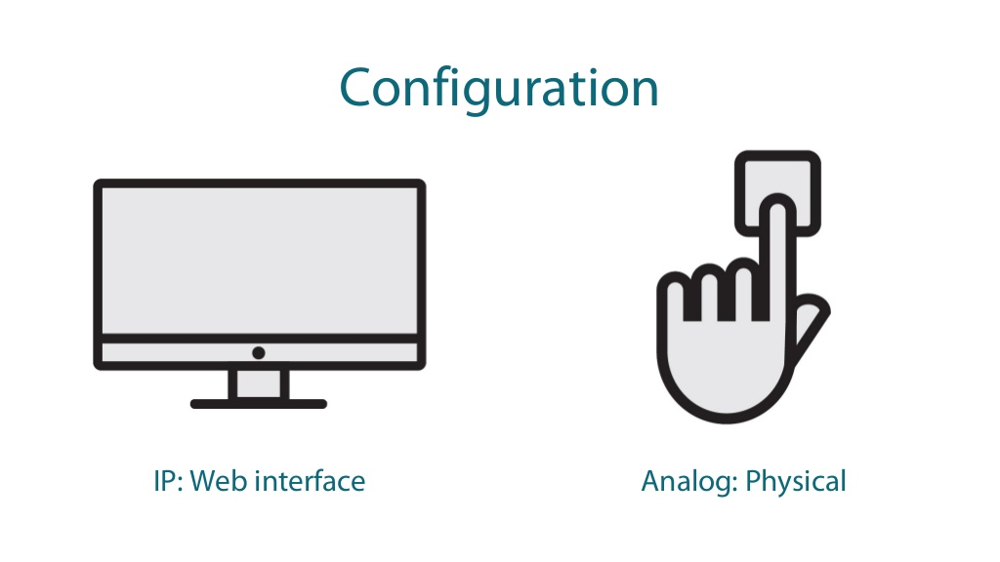 Configuration
IP: Web interface
Analog: Physical